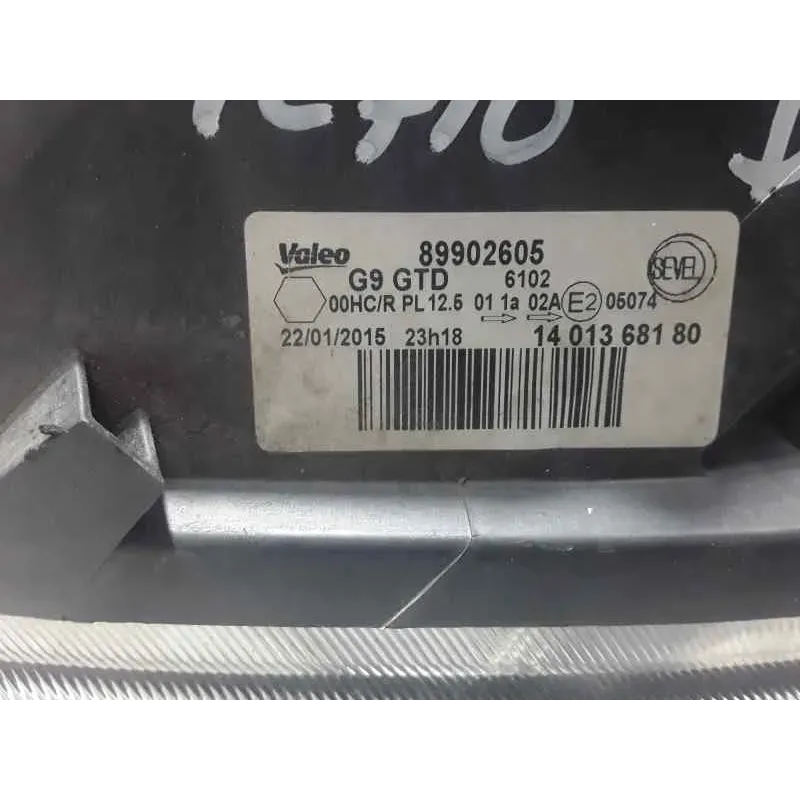 Valeo 89902605
G9 GTD 6102 SEVEL
00HC/R PL 12.5 01 1a 02A E2 05074
22/01/2015 23h18 14 013 681 80